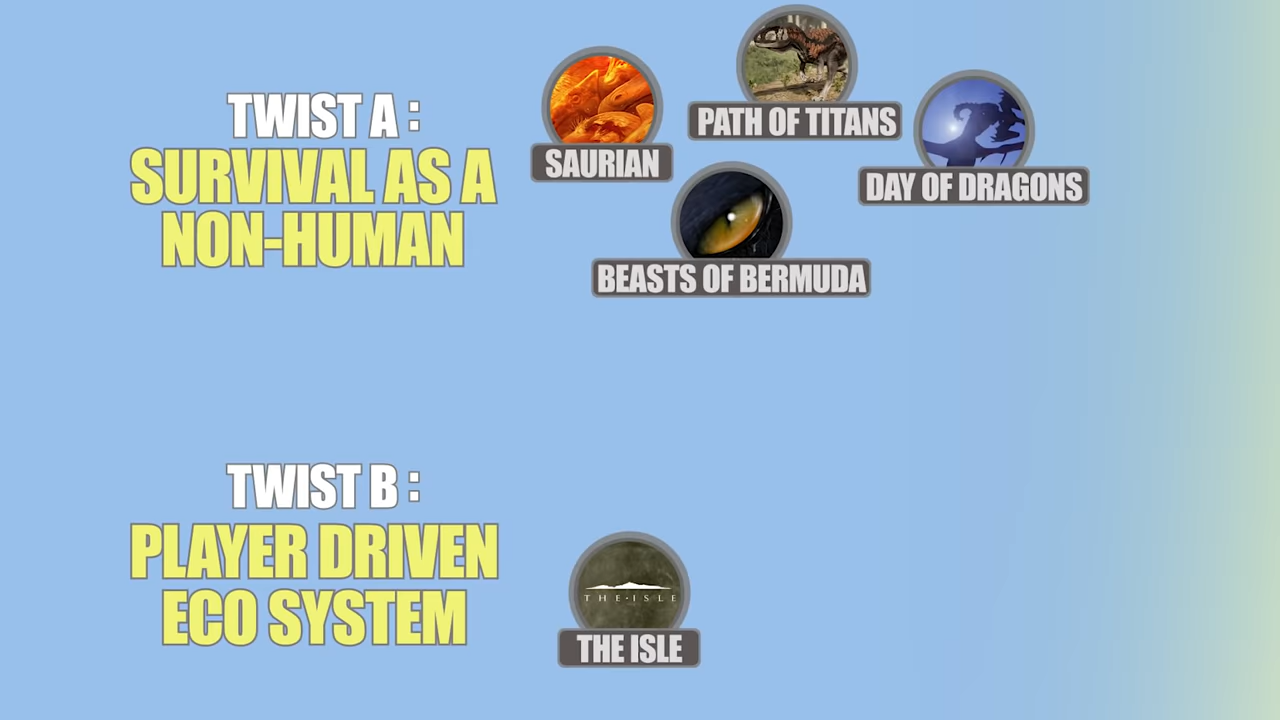 TWIST A :
SURVIVAL AS A
NON-HUMAN
SAURIAN
PATH OF TITANS
DAY OF DRAGONS
BEASTS OF BERMUDA
TWIST B :
PLAYER DRIVEN
ECO SYSTEM
THE·ISLE
THE ISLE